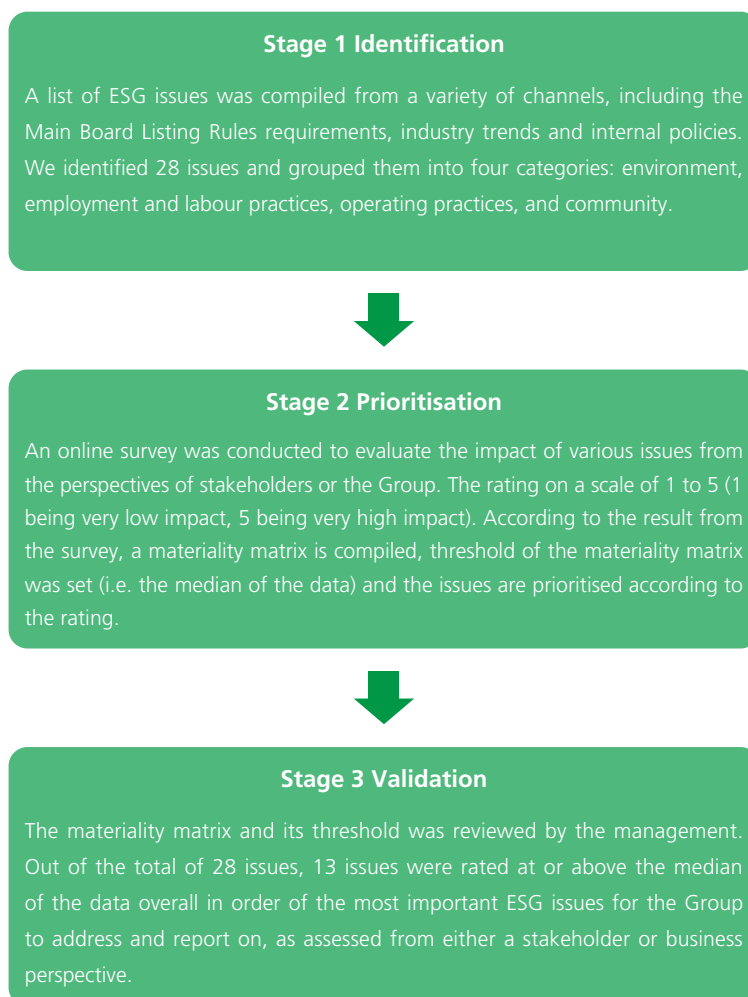 Stage 1 Identification
A list of ESG issues was compiled from a variety of channels, including the
Main Board Listing Rules requirements, industry trends and internal policies.
We identified 28 issues and grouped them into four categories: environment,
employment and labour practices, operating practices, and community.
Stage 2 Prioritisation
An online survey was conducted to evaluate the impact of various issues from
the perspectives of stakeholders or the Group. The rating on a scale of 1 to 5 (1
being very low impact, 5 being very high impact). According to the result from
the survey, a materiality matrix is compiled, threshold of the materiality matrix
was set (i.e. the median of the data) and the issues are prioritised according to
the rating.
Stage 3 Validation
The materiality matrix and its threshold was reviewed by the management.
Out of the total of 28 issues, 13 issues were rated at or above the median
of the data overall in order of the most important ESG issues for the Group
to address and report on, as assessed from either a stakeholder or business
perspective.